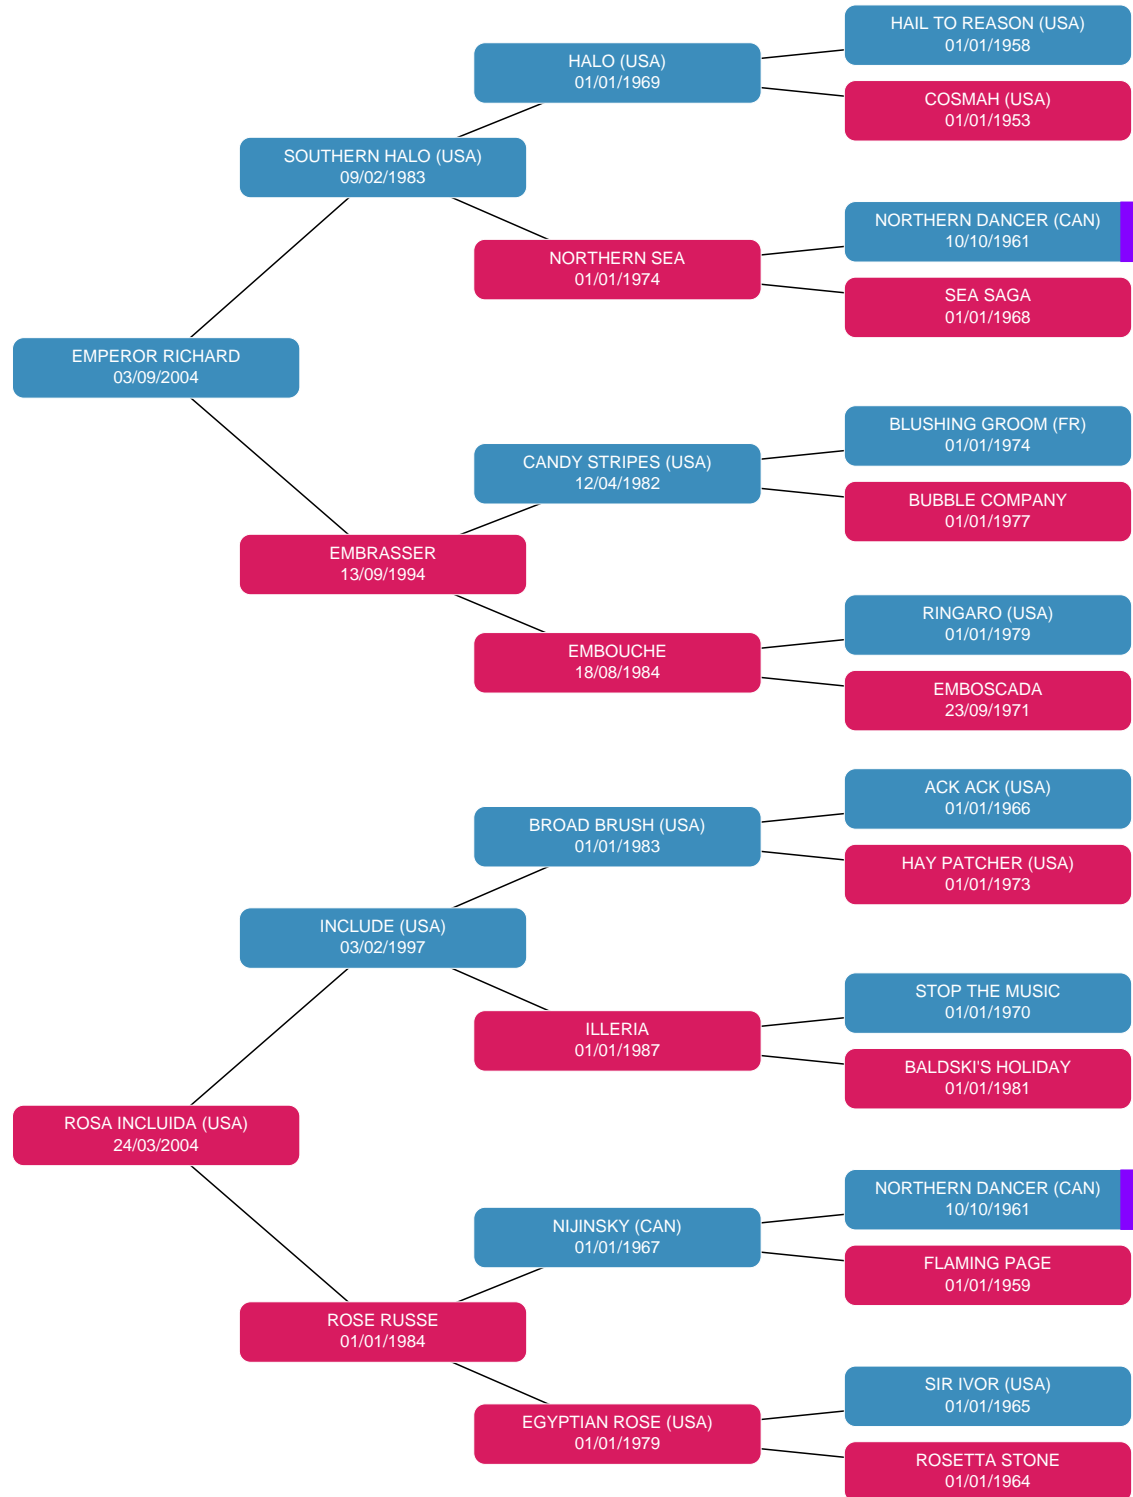 HAIL TO REASON (USA)
01/01/1958
HALO (USA)
01/01/1969
COSMAH (USA)
01/01/1953
SOUTHERN HALO (USA)
09/02/1983
NORTHERN DANCER (CAN)
10/10/1961
NORTHERN SEA
01/01/1974
SEA SAGA
01/01/1968
EMPEROR RICHARD
03/09/2004
BLUSHING GROOM (FR)
01/01/1974
CANDY STRIPES (USA)
12/04/1982
BUBBLE COMPANY
01/01/1977
EMBRASSER
13/09/1994
RINGARO (USA)
01/01/1979
EMBOUCHE
18/08/1984
EMBOSCADA
23/09/1971
ACK ACK (USA)
01/01/1966
BROAD BRUSH (USA)
01/01/1983
HAY PATCHER (USA)
01/01/1973
INCLUDE (USA)
03/02/1997
STOP THE MUSIC
01/01/1970
ILLERIA
01/01/1987
BALDSKI'S HOLIDAY
01/01/1981
ROSA INCLUIDA (USA)
24/03/2004
NORTHERN DANCER (CAN)
10/10/1961
NIJINSKY (CAN)
01/01/1967
FLAMING PAGE
01/01/1959
ROSE RUSSE
01/01/1984
SIR IVOR (USA)
01/01/1965
EGYPTIAN ROSE (USA)
01/01/1979
ROSETTA STONE
01/01/1964